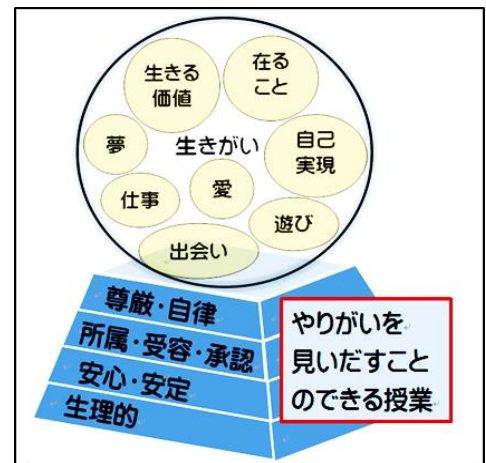 生きる
価値
在る
こと
夢
生きがい
自己
実現
仕事
愛
遊び
出会い
尊厳・自律
所属・受容・承認
安心・安定
生理的
やりがいを
見いだすこと
のできる授業